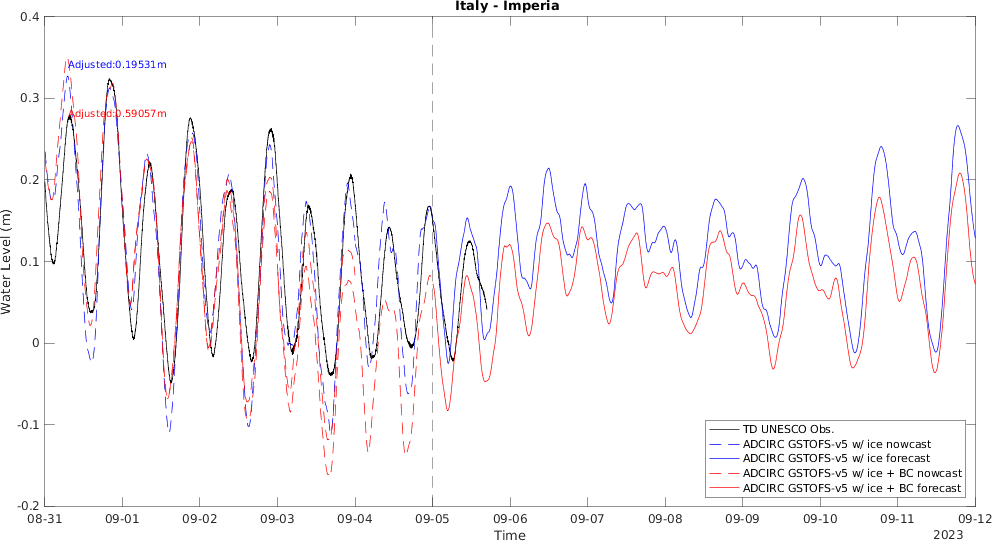 Italy - Imperia
Water Level (m)
0.4
0.3
0.2
0.1
0
-0.1
-0.2
Adjusted:0.19531m
Adjusted:0.59057m
TD UNESCO Obs.
ADCIRC GSTOFS-v5 w/ ice nowcast
ADCIRC GSTOFS-v5 w/ ice forecast
ADCIRC GSTOFS-v5 w/ ice + BC nowcast
ADCIRC GSTOFS-v5 w/ ice + BC forecast
08-31 09-01 09-02 09-03 09-04 09-05 09-06 09-07 09-08 09-09 09-10 09-11 09-12
Time
2023